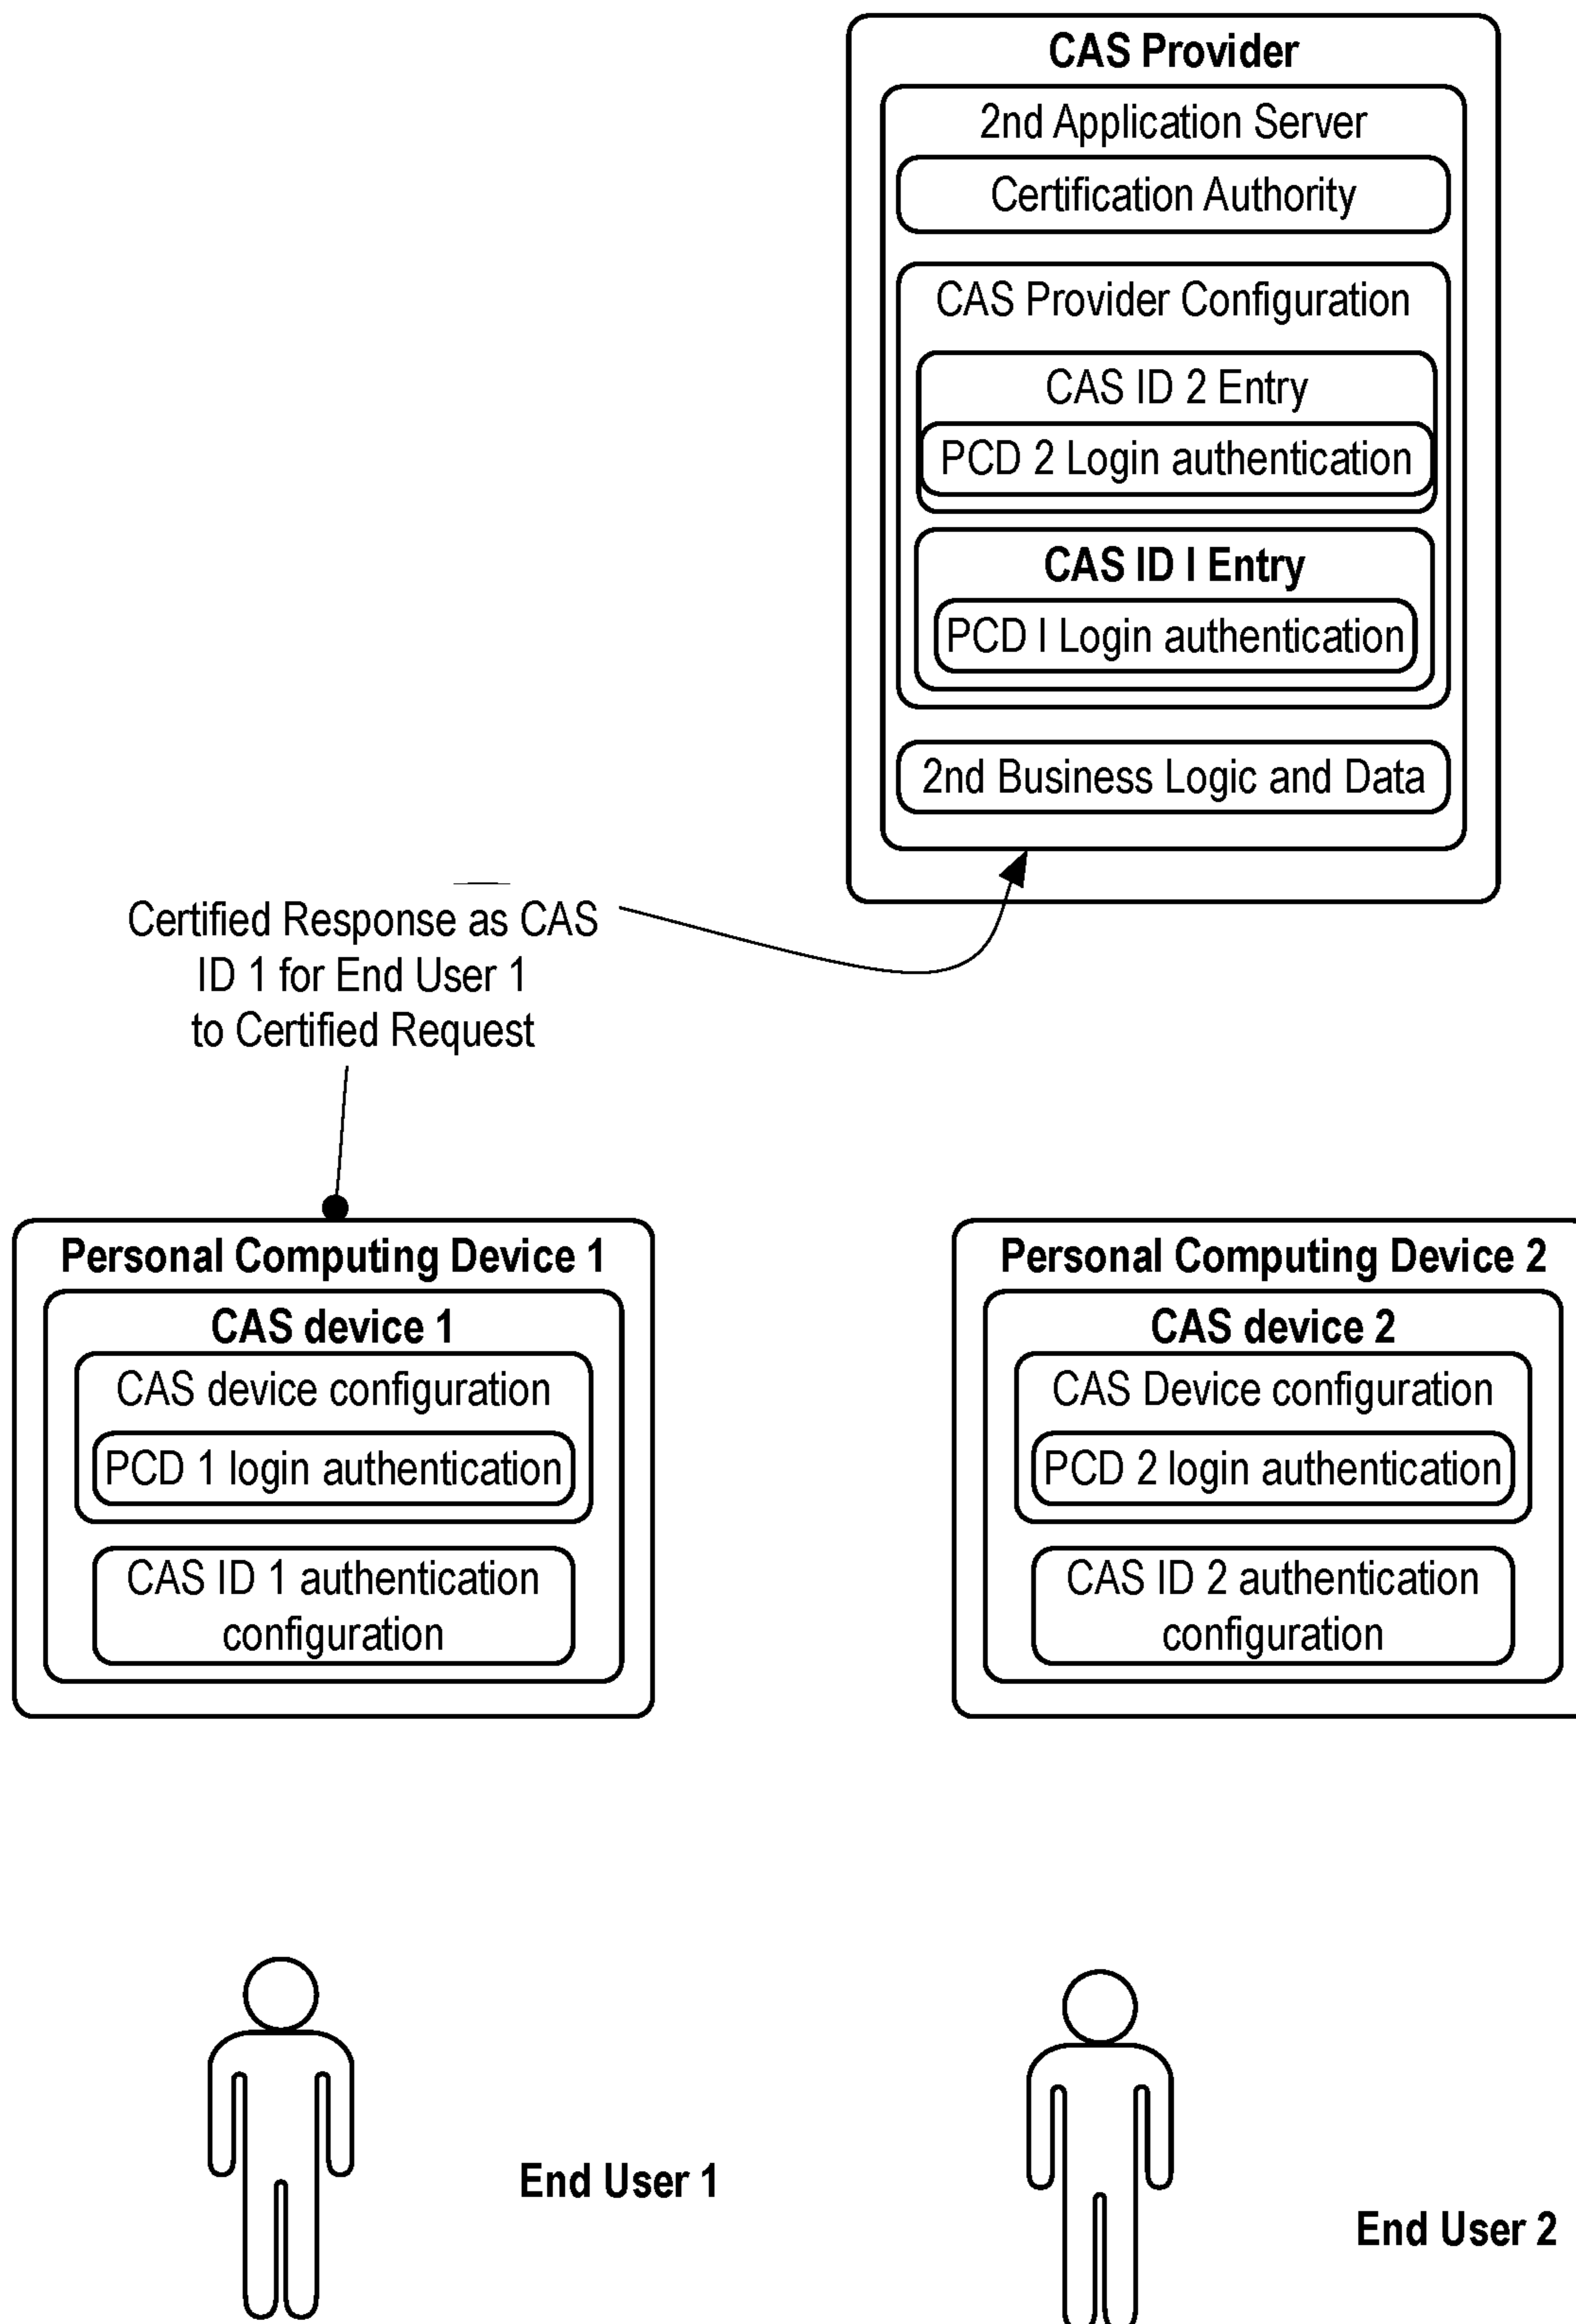 CAS Provider
2nd Application Server
Certification Authority
CAS Provider Configuration
CAS ID 2 Entry
PCD 2 Login authentication
CAS ID I Entry
PCD I Login authentication
2nd Business Logic and Data
Certified Response as CAS
ID 1 for End User 1
to Certified Request
Personal Computing Device 1
CAS device 1
CAS device configuration
PCD 1 login authentication
CAS ID 1 authentication
configuration
Personal Computing Device 2
CAS device 2
CAS Device configuration
PCD 2 login authentication
CAS ID 2 authentication
configuration
End User 1
End User 2